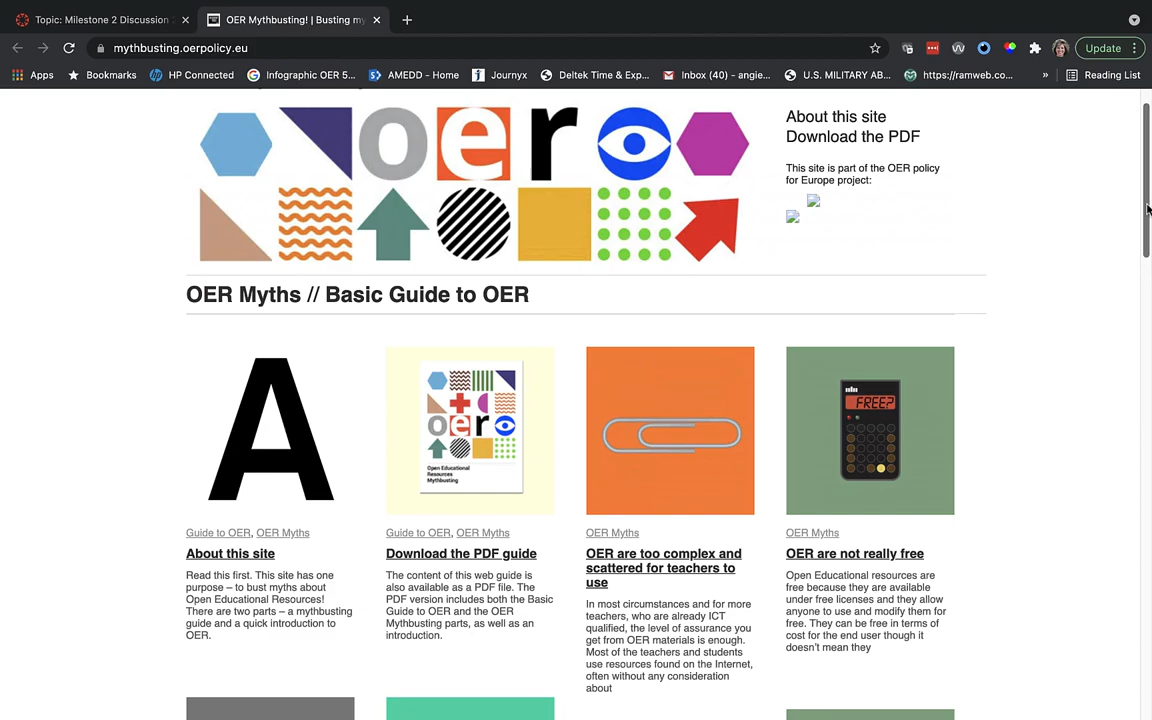 Topic: Milestone 2 Discussion
OER Mythbusting! | Busting my
mythbusting.oerpolicy.eu
Update
Apps
Bookmarks
HP Connected
Infographic OER 5...
AMEDD - Home
Journyx
Deltek Time & Exp...
Inbox (40) - angie...
U.S. MILITARY AB...
https://ramweb.co...
»
Reading List
oer
About this site
Download the PDF
This site is part of the OER policy
for Europe project:
OER Myths // Basic Guide to OER
A
oer
Open Educational
Resources
Mythbusting
FREE?
Guide to OER, OER Myths
About this site
Read this first. This site has one
purpose – to bust myths about
Open Educational Resources!
There are two parts – a mythbusting
guide and a quick introduction to
OER.
Guide to OER, OER Myths
Download the PDF guide
The content of this web guide is
also available as a PDF file. The
PDF version includes both the Basic
Guide to OER and the OER
Mythbusting parts, as well as an
introduction.
OER Myths
OER are too complex and
scattered for teachers to
use
In most circumstances and for more
teachers, who are already ICT
qualified, the level of assurance you
get from OER materials is enough.
Most of the teachers and students
use resources found on the Internet,
often without any consideration
about
OER Myths
OER are not really free
Open Educational resources are
free because they are available
under free licenses and they allow
anyone to use and modify them for
free. They can be free in terms of
cost for the end user though it
doesn't mean they